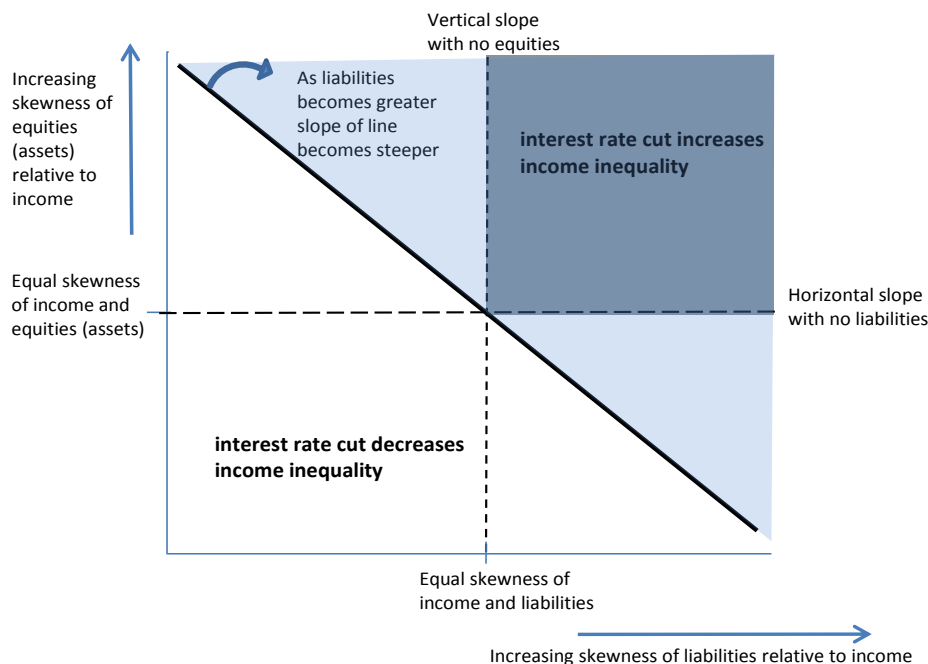 Vertical slope
with no equities
Increasing
skewness of
equities
(assets)
relative to
income
As liabilities
becomes greater
slope of line
becomes steeper
interest rate cut increases
income inequality
Equal skewness
of income and
equities (assets)
Horizontal slope
with no liabilities
interest rate cut decreases
income inequality
Equal skewness of
income and liabilities
Increasing skewness of liabilities relative to income